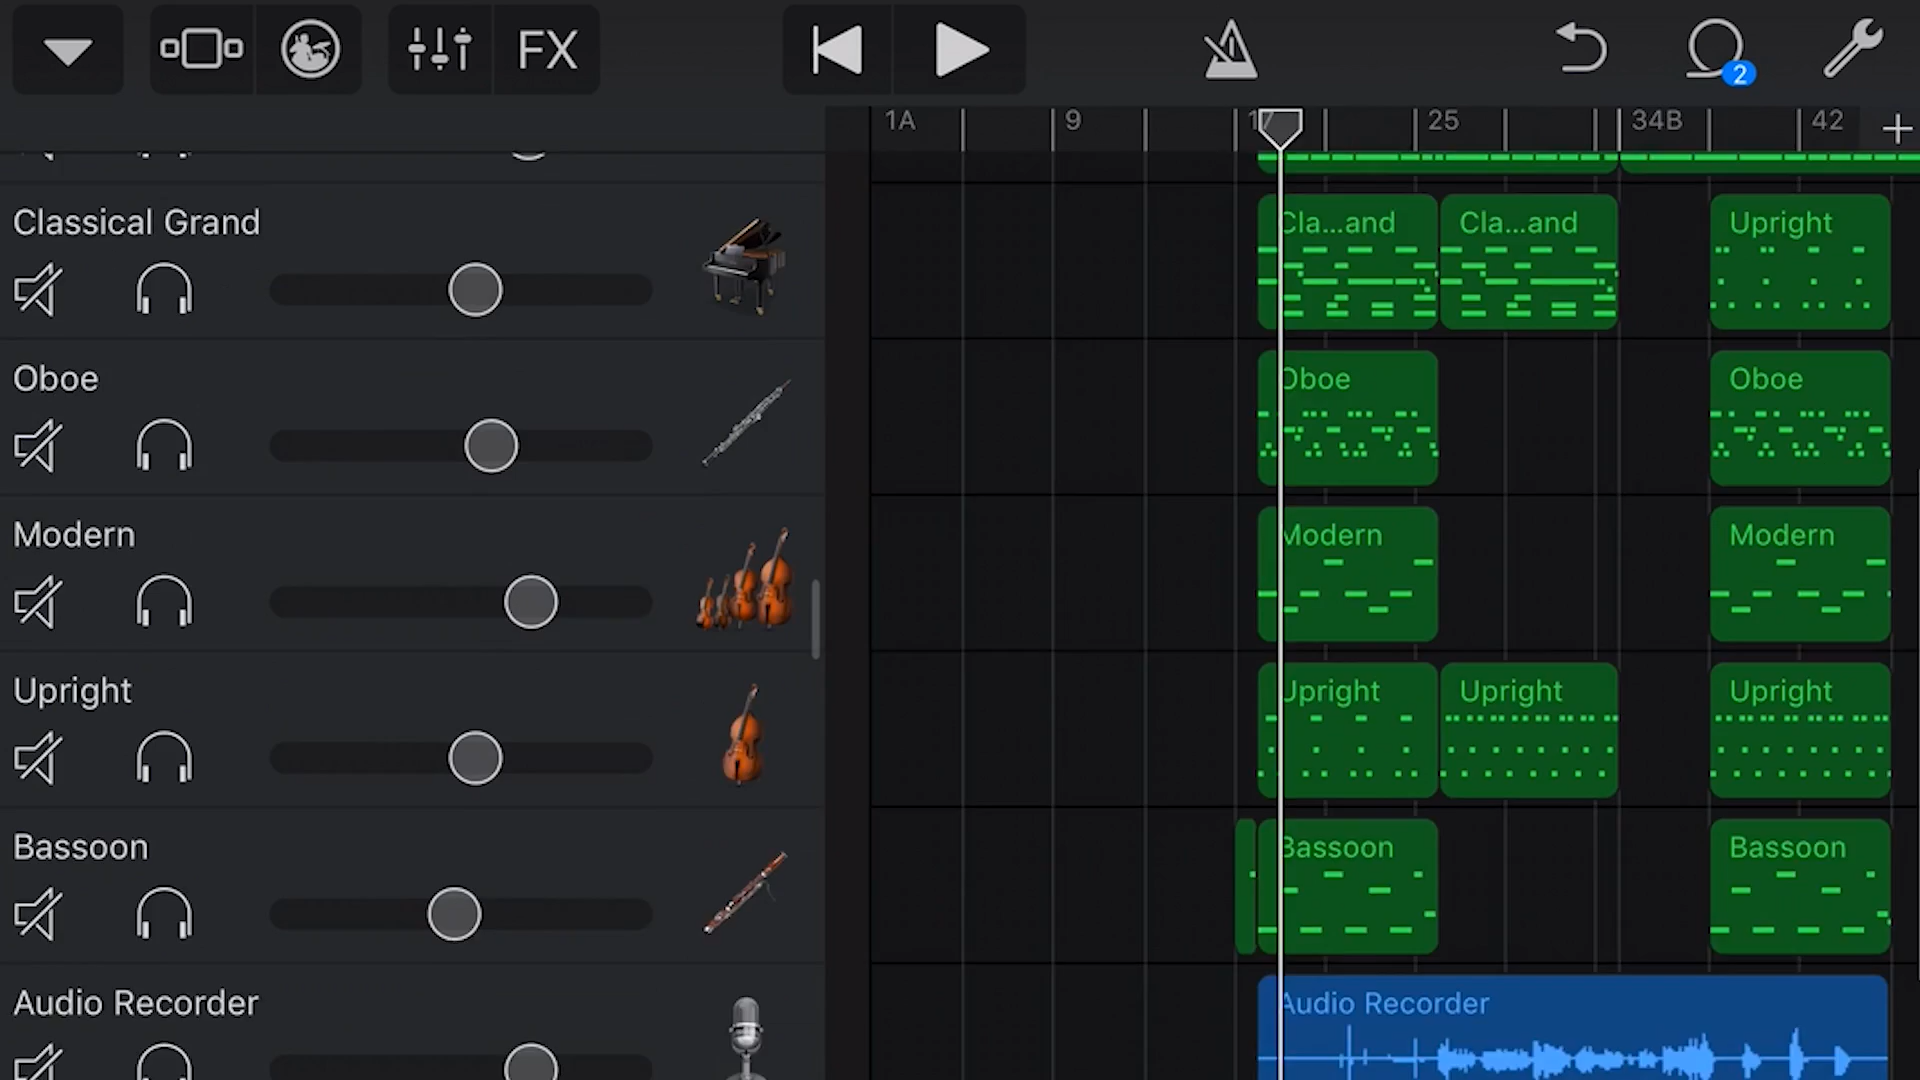 FX
2
1A 9 17 25 34B 42
Classical Grand
Cla...and Cla...and Upright
Oboe
Oboe Oboe
Modern
Modern Modern
Upright
Upright Upright Upright
Bassoon
Bassoon Bassoon
Audio Recorder
Audio Recorder